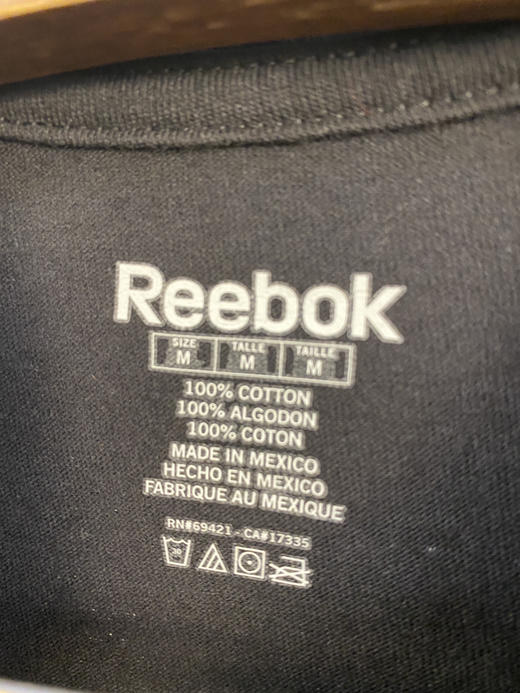 Reebok
SIZE TALLE TAILLE
M M M
100% COTTON
100% ALGODON
100% COTON
MADE IN MEXICO
HECHO EN MEXICO
FABRIQUE AU MEXIQUE
RN#69421 - CA#17335
30